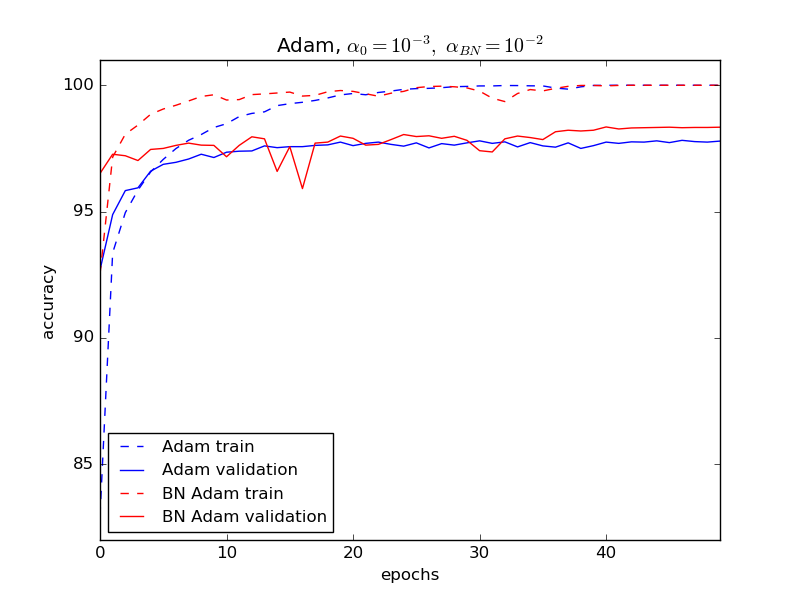 Adam, α₀ = 10⁻³, α_BN = 10⁻²
100
95
90
85
accuracy
Adam train
Adam validation
BN Adam train
BN Adam validation
0 10 20 30 40
epochs